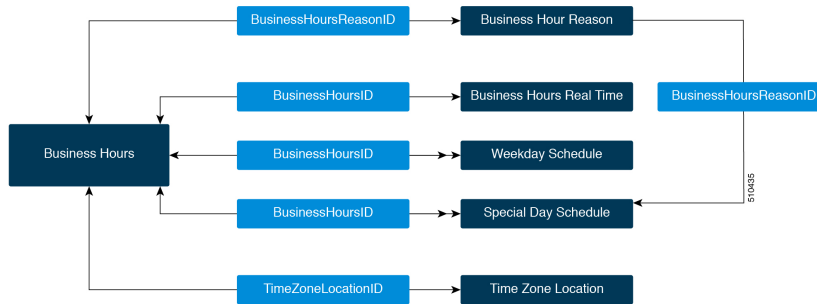 BusinessHoursReasonID
Business Hour Reason
BusinessHoursID
Business Hours Real Time
BusinessHoursReasonID
Business Hours
BusinessHoursID
Weekday Schedule
BusinessHoursID
Special Day Schedule
510435
TimeZoneLocationID
Time Zone Location